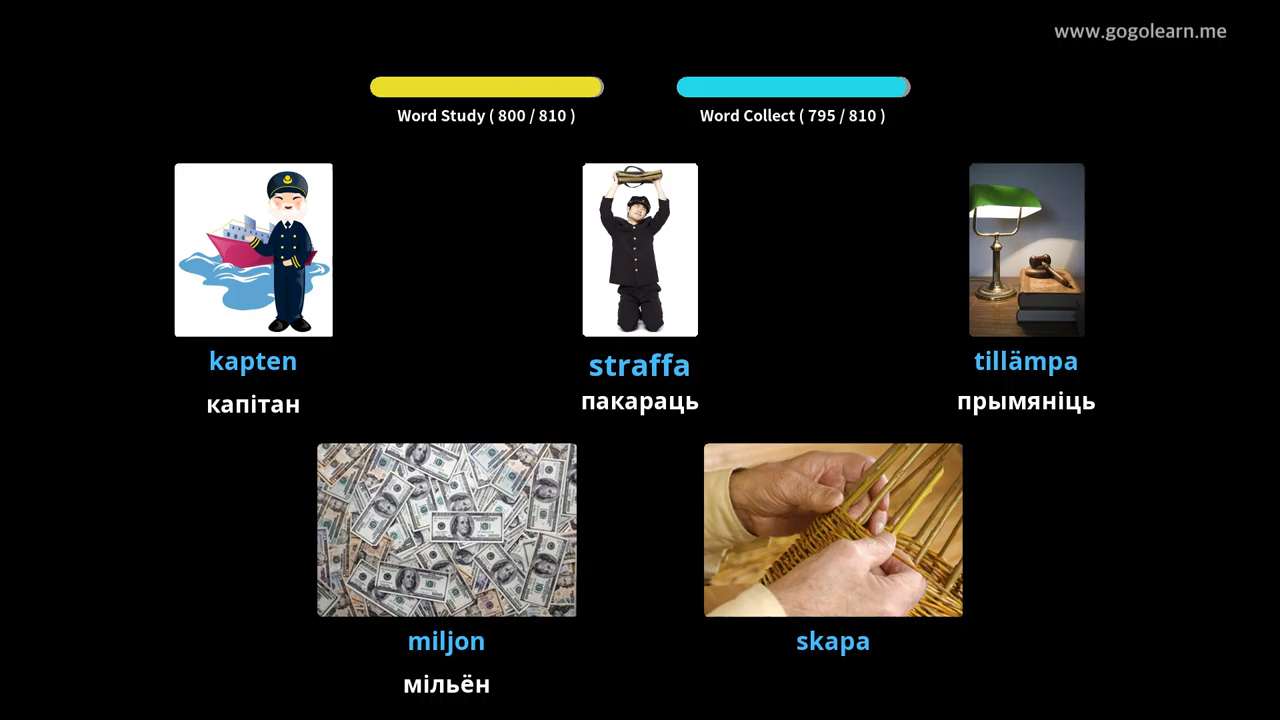 www.gogolearn.me
Word Study ( 800 / 810 )
Word Collect ( 795 / 810 )
kapten
капітан
straffa
пакараць
tillämpa
прымяніць
miljon
мільён
skapa